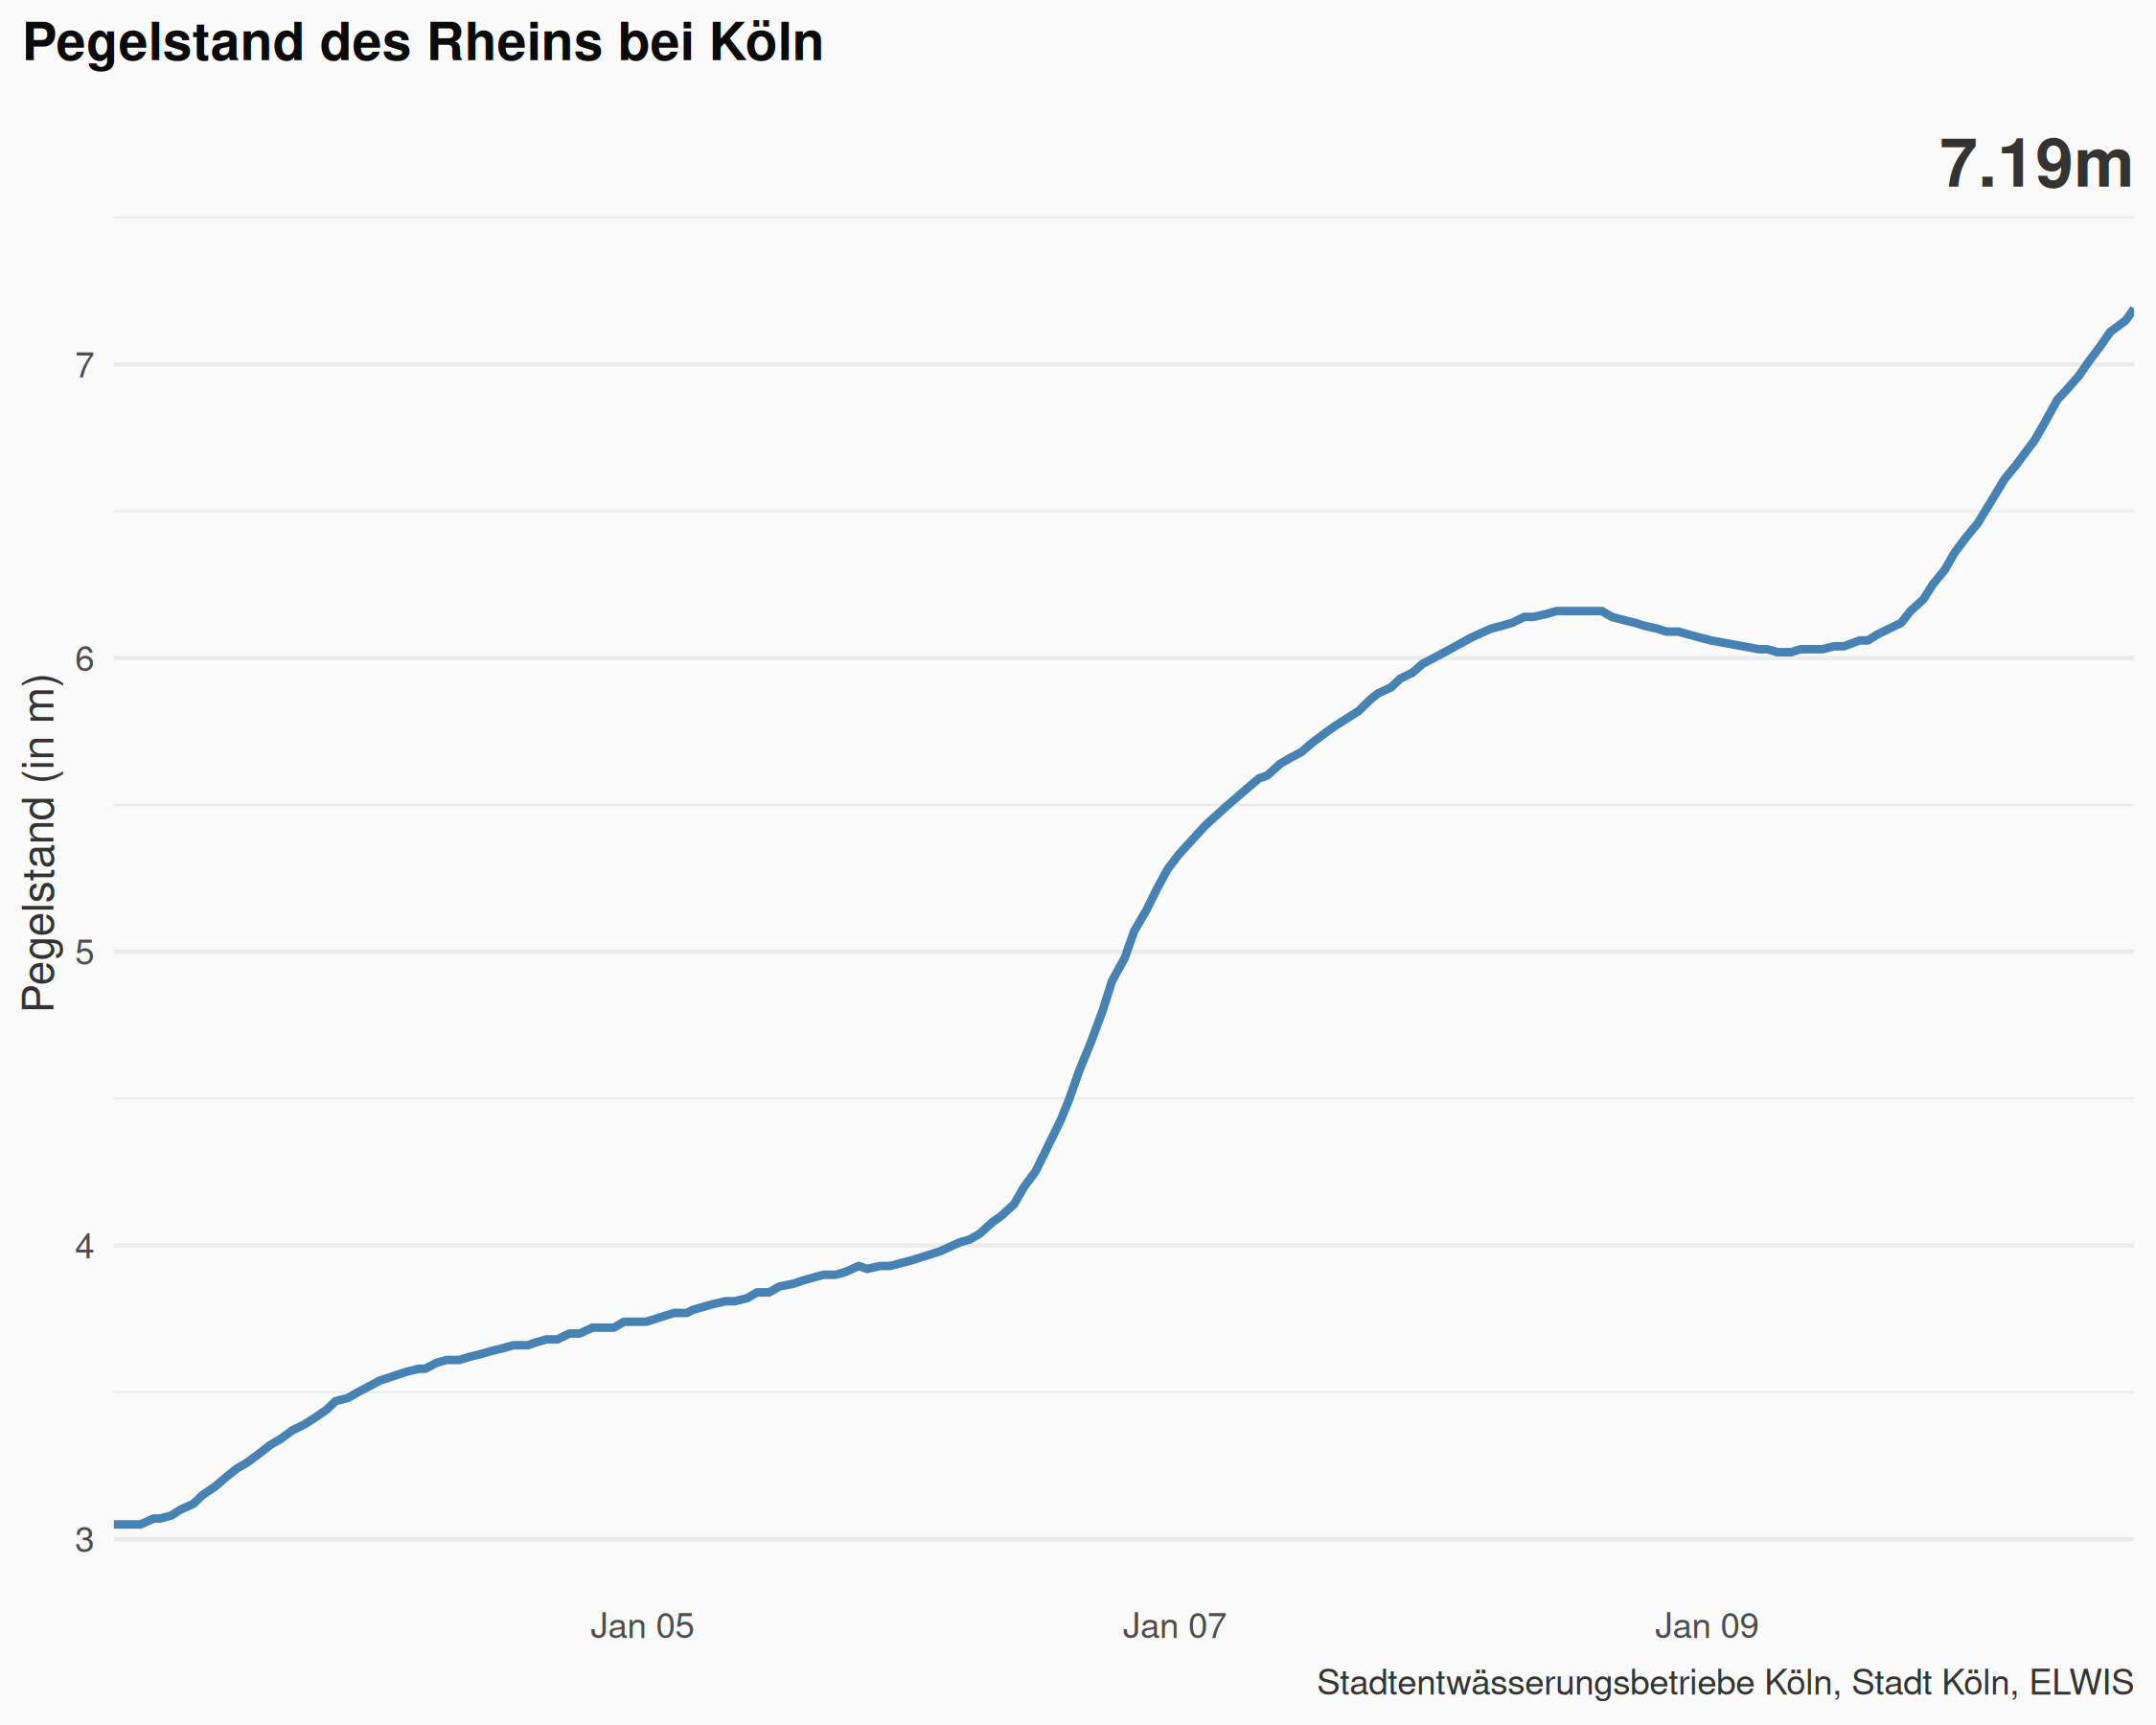 Pegelstand des Rheins bei Köln
7.19m
Pegelstand (in m)
7
6
5
4
3
Jan 05
Jan 07
Jan 09
Stadtentwässerungsbetriebe Köln, Stadt Köln, ELWIS